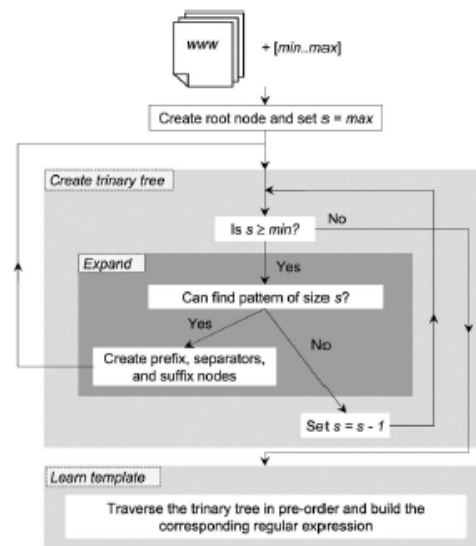 www
+ [min..max]
Create root node and set s = max
Create trinary tree
Is s ≥ min?
No
Expand
Yes
Can find pattern of size s?
Yes
No
Create prefix, separators,
and suffix nodes
Set s = s - 1
Learn template
Traverse the trinary tree in pre-order and build the
corresponding regular expression